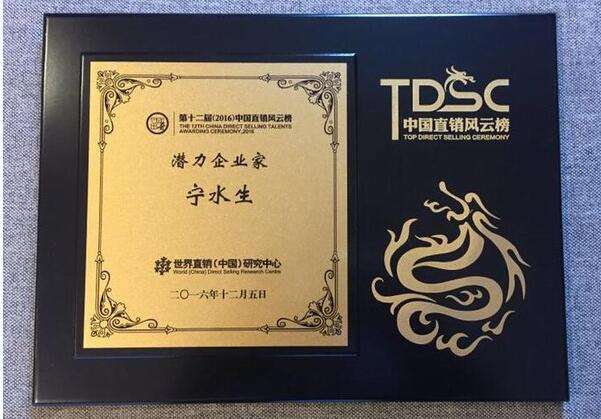 第十二届(2016)中国直销风云榜
THE 12TH CHINA DIRECT SELLING TALENTS
AWARDING CEREMONY,2016
潜力企业家
宁水生
世界直销(中国)研究中心
World (China) Direct Selling Research Centre
二〇一六年十二月五日
TDSC
中国直销风云榜
TOP DIRECT SELLING CEREMONY